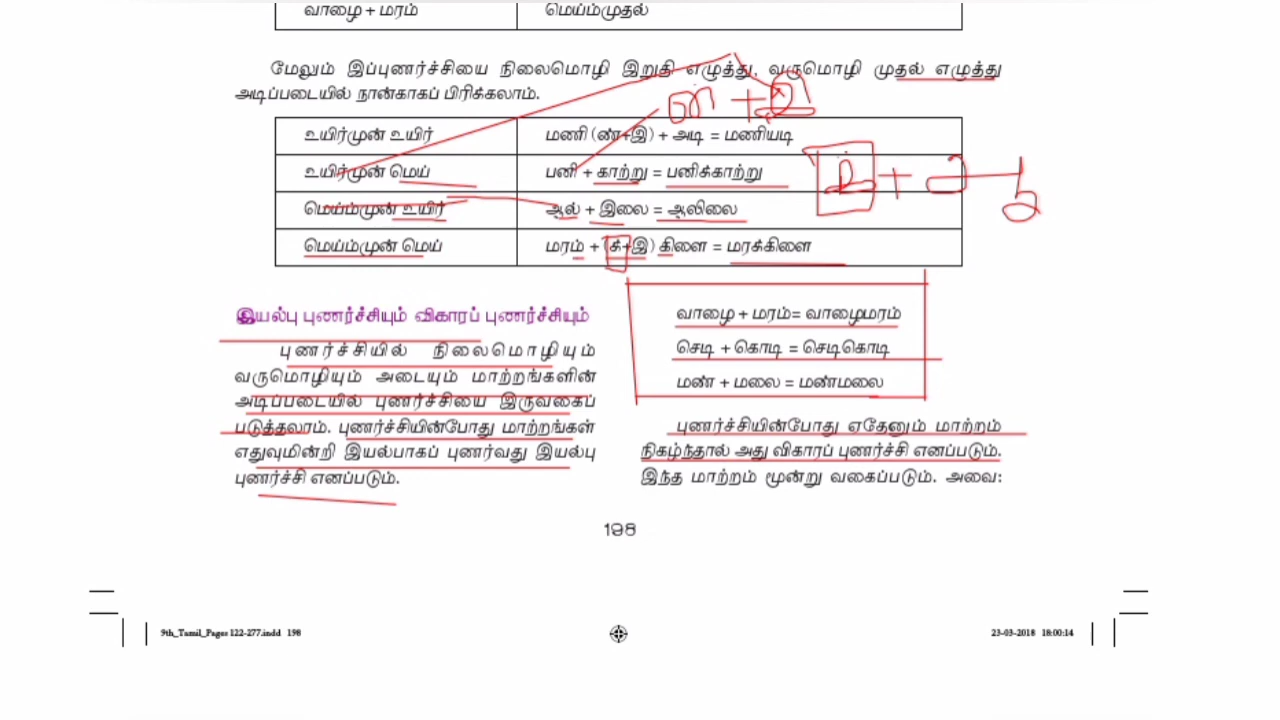 வாழை + மரம் மெய்ம்முதல்
மேலும் இப்புணர்ச்சியை நிலைமொழி இறுதி எழுத்து, வருமொழி முதல் எழுத்து
அடிப்படையில் நான்காகப் பிரிக்கலாம்.
உயிர்முன் உயிர் மணி (ண்+இ) + அடி = மணியடி
உயிர்முன் மெய் பனி + காற்று = பனிக்காற்று
மெய்ம்முன் உயிர் ஆல் + இலை = ஆலிலை
மெய்ம்முன் மெய் மரம் + (க்+இ) கிளை = மரக்கிளை
இயல்பு புணர்ச்சியும் விகாரப் புணர்ச்சியும்
புணர்ச்சியில் நிலைமொழியும்
வருமொழியும் அடையும் மாற்றங்களின்
அடிப்படையில் புணர்ச்சியை இருவகைப்
படுத்தலாம். புணர்ச்சியின்போது மாற்றங்கள்
எதுவுமின்றி இயல்பாகப் புணர்வது இயல்பு
புணர்ச்சி எனப்படும்.
வாழை + மரம்= வாழைமரம்
செடி + கொடி = செடிகொடி
மண் + மலை = மண்மலை
புணர்ச்சியின்போது ஏதேனும் மாற்றம்
நிகழ்ந்தால் அது விகாரப் புணர்ச்சி எனப்படும்.
இந்த மாற்றம் மூன்று வகைப்படும். அவை:
198
9th_Tamil_Pages 122-277.indd 198 23-03-2018 18:00:14